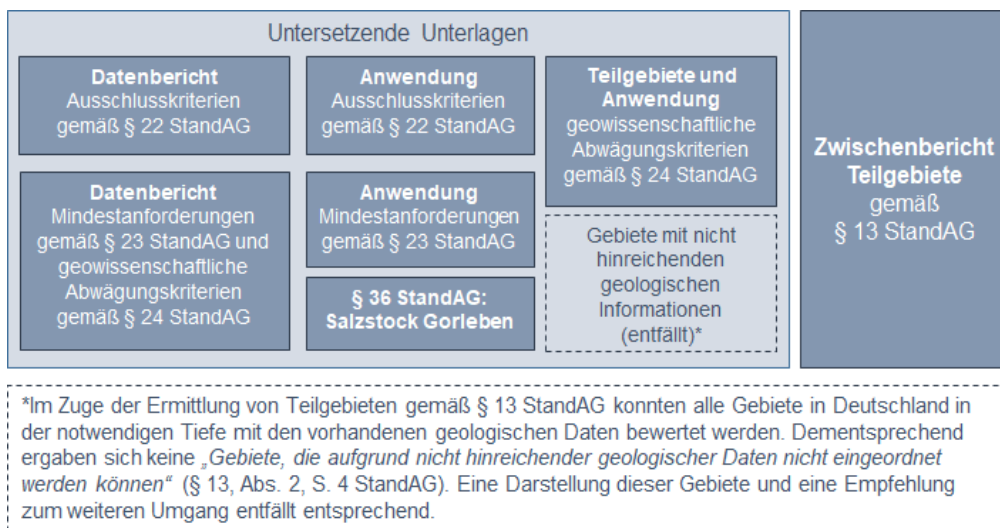 Untersetzende Unterlagen
Datenbericht
Ausschlusskriterien
gemäß § 22 StandAG
Anwendung
Ausschlusskriterien
gemäß § 22 StandAG
Teilgebiete und
Anwendung
geowissenschaftliche
Abwägungskriterien
gemäß § 24 StandAG
Datenbericht
Mindestanforderungen
gemäß § 23 StandAG und
geowissenschaftliche
Abwägungskriterien
gemäß § 24 StandAG
Anwendung
Mindestanforderungen
gemäß § 23 StandAG
§ 36 StandAG:
Salzstock Gorleben
Gebiete mit nicht
hinreichenden
geologischen
Informationen
(entfällt)*
Zwischenbericht
Teilgebiete
gemäß
§ 13 StandAG
*Im Zuge der Ermittlung von Teilgebieten gemäß § 13 StandAG konnten alle Gebiete in Deutschland in
der notwendigen Tiefe mit den vorhandenen geologischen Daten bewertet werden. Dementsprechend
ergaben sich keine „Gebiete, die aufgrund nicht hinreichender geologischer Daten nicht eingeordnet
werden können“ (§ 13, Abs. 2, S. 4 StandAG). Eine Darstellung dieser Gebiete und eine Empfehlung
zum weiteren Umgang entfällt entsprechend.